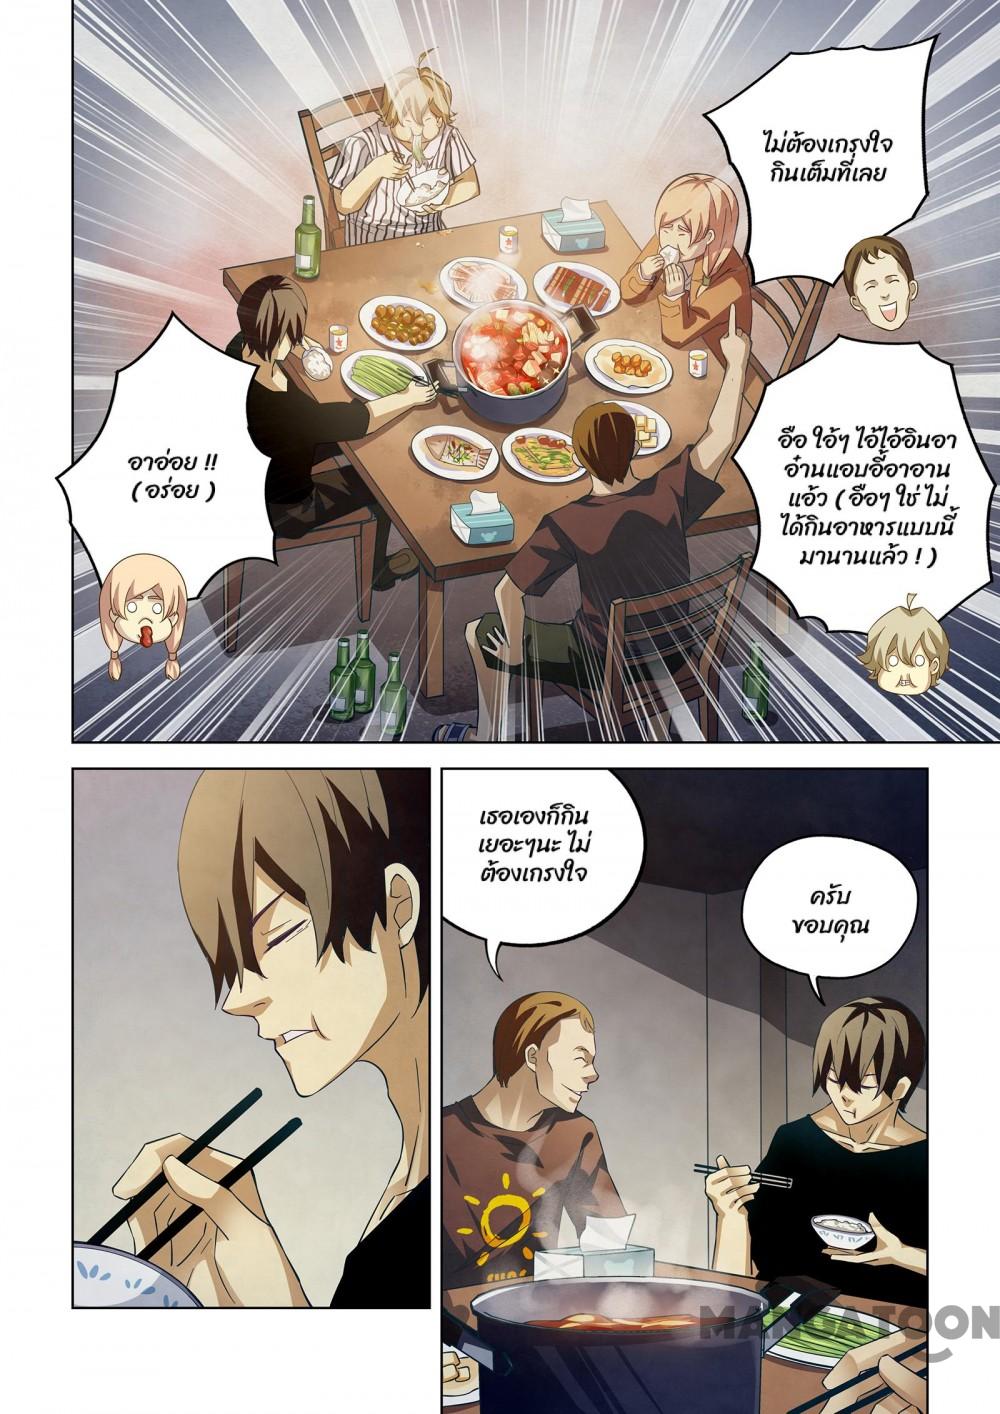 ไม่ต้องเกรงใจ
กินเต็มที่เลย
อาอ่อย !!
( อร่อย )
อือ ใอ้ๆ ไอ้ไอ้อินอา
อ๋านแอบอี้อาอาน
แอ้ว ( อือๆ ใช่ ไม่
ได้กินอาหารแบบนี้
มานานแล้ว ! )
เธอเองก็กิน
เยอะๆนะ ไม่
ต้องเกรงใจ
ครับ
ขอบคุณ
MANGATOON